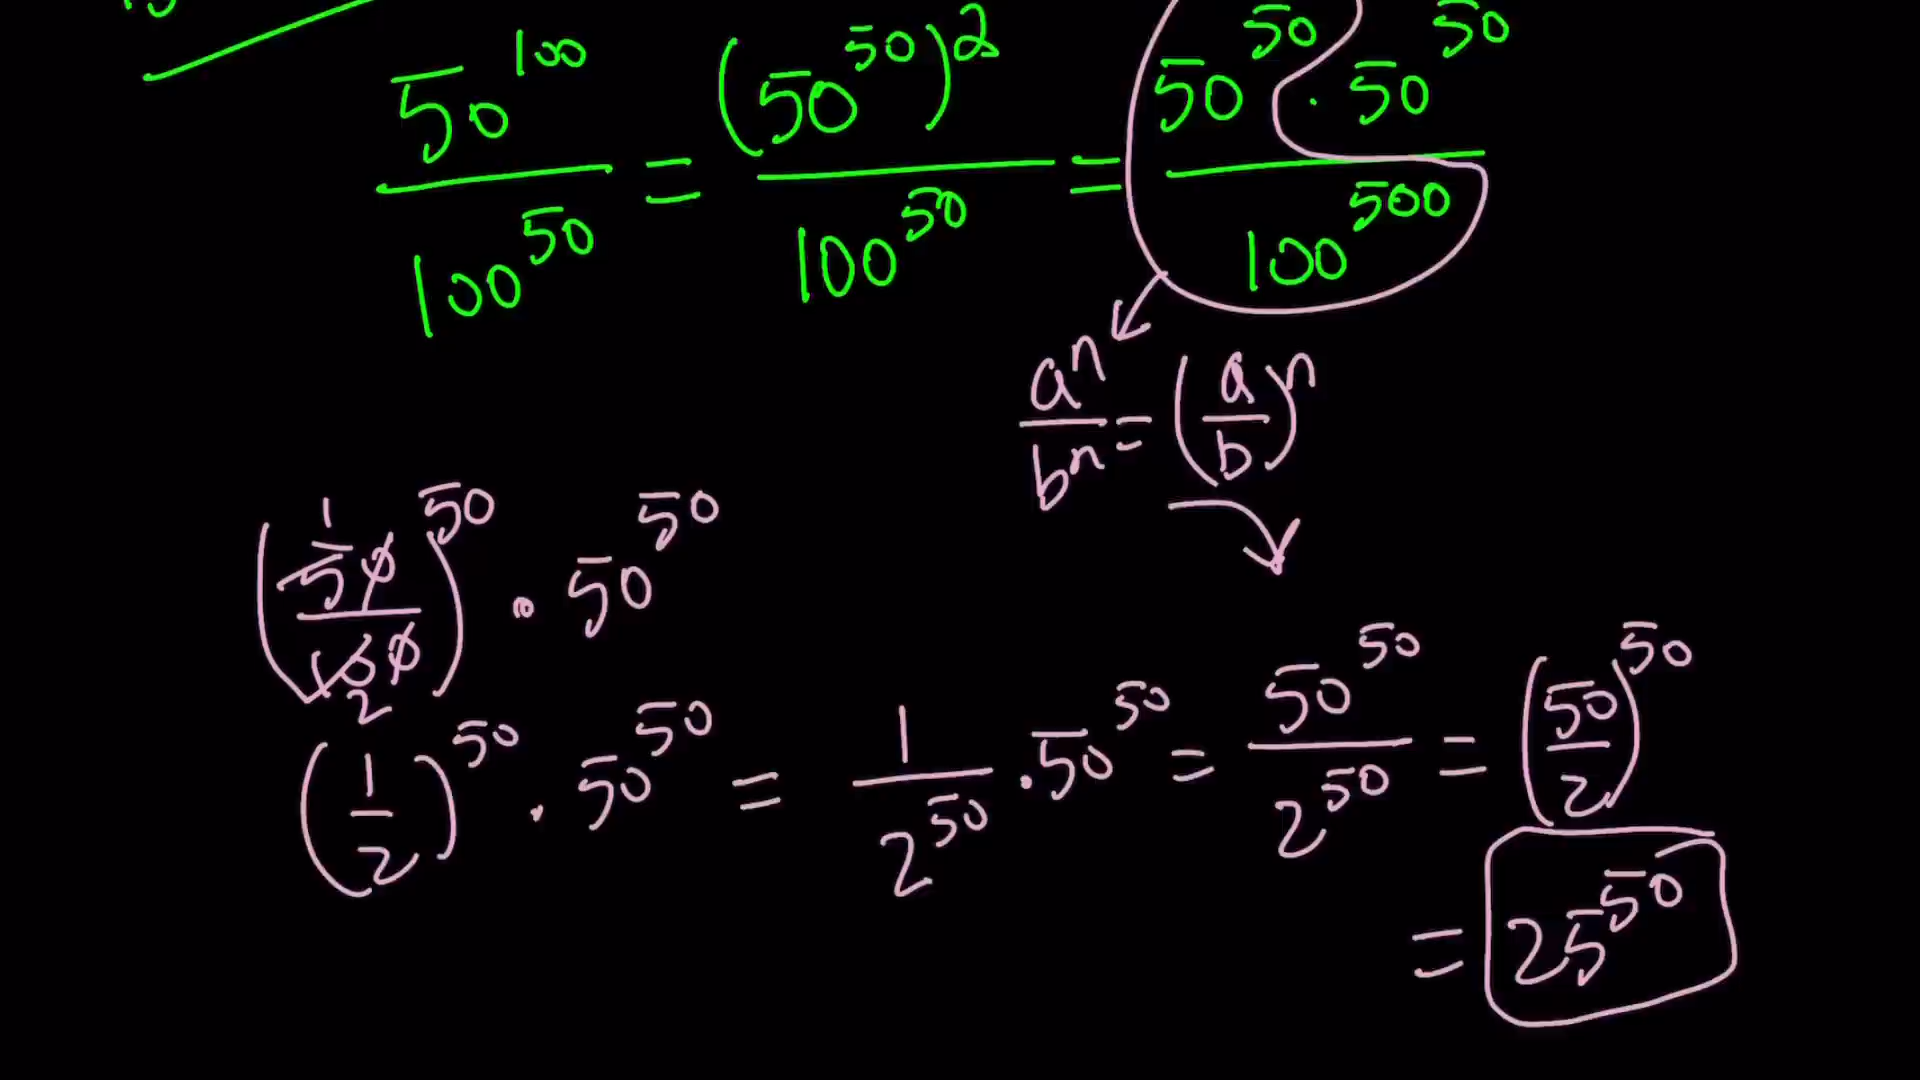 50^100 / 100^50 = (50^50)^2 / 100^50 = 50^50 · 50^50 / 100^500
a^n / b^n = (a/b)^n
1
(50/100)^50 · 50^50
2
(1/2)^50 · 50^50 = 1/2^50 · 50^50 = 50^50 / 2^50 = (50/2)^50
= 25^50